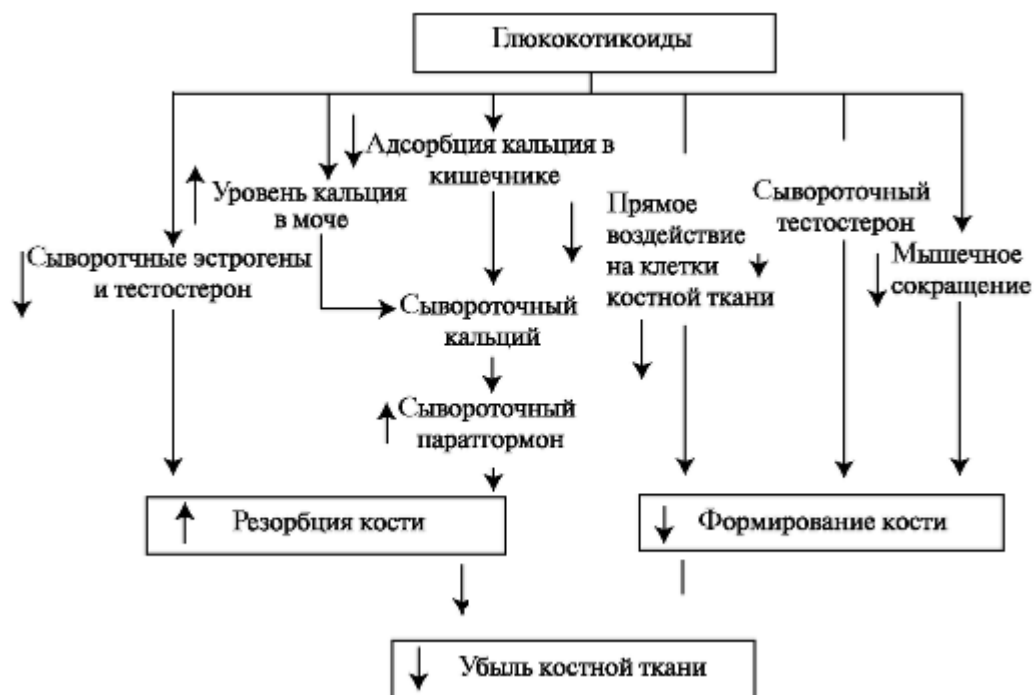 Глюкокотикоиды
Адсорбция кальция в
кишечнике
Уровень кальция
в моче
Сыворотчные эстрогены
и тестостерон
Сывороточный
кальций
Сывороточный
параттормон
Прямое
воздействие
на клетки
костной ткани
Сывороточный
тестостерон
Мышечное
сокращение
Резорбция кости
Формирование кости
Убыль костной ткани